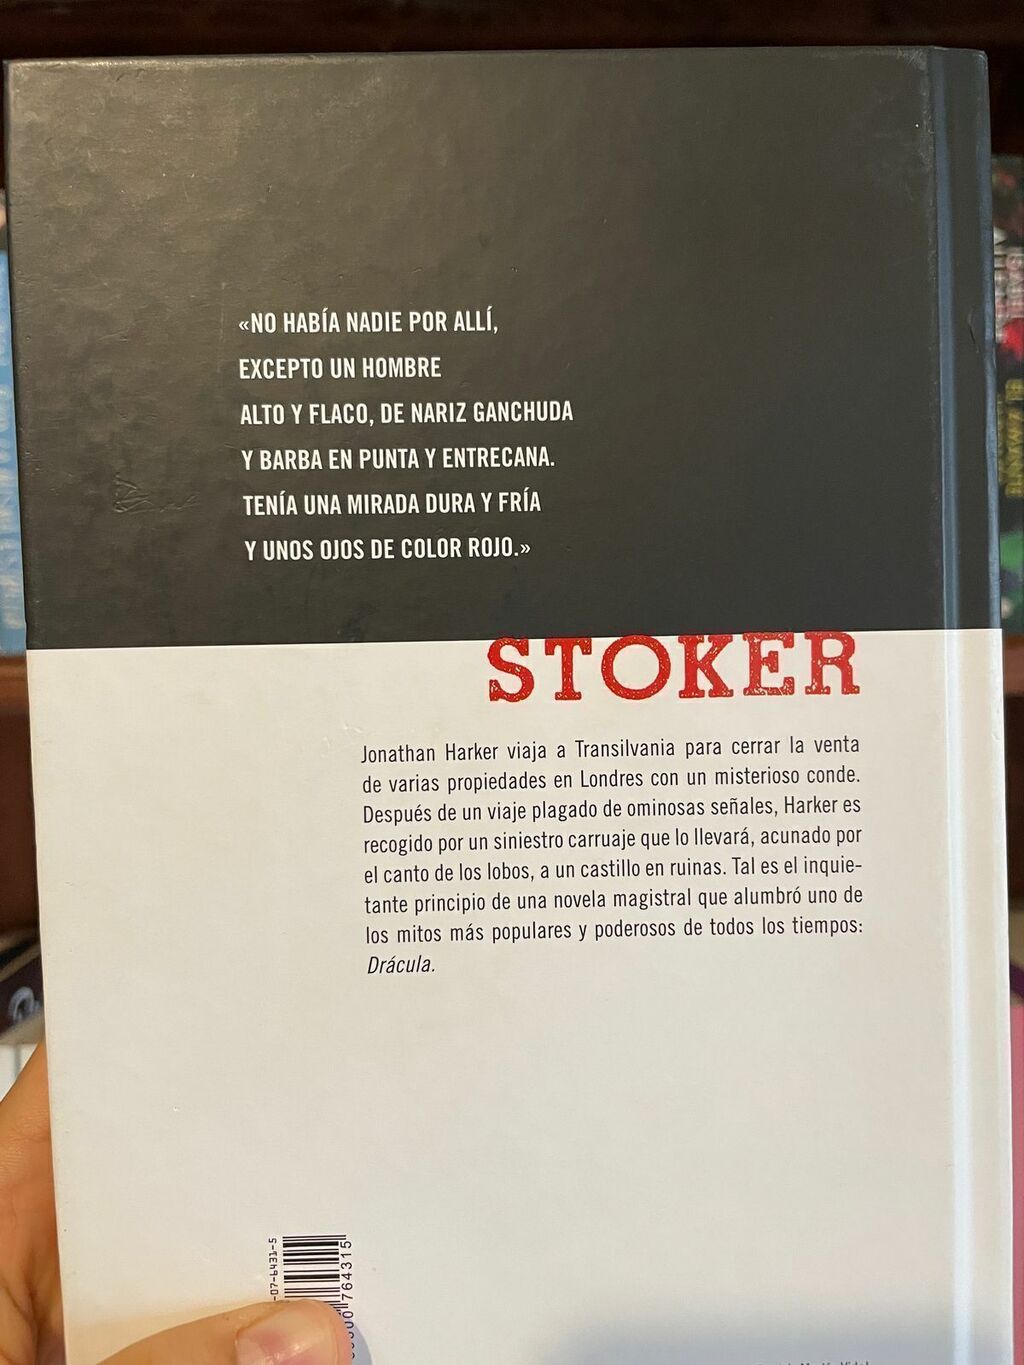 «NO HABÍA NADIE POR ALLÍ,
EXCEPTO UN HOMBRE
ALTO Y FLACO, DE NARIZ GANCHUDA
Y BARBA EN PUNTA Y ENTRECANA.
TENÍA UNA MIRADA DURA Y FRÍA
Y UNOS OJOS DE COLOR ROJO.»
STOKER
Jonathan Harker viaja a Transilvania para cerrar la venta
de varias propiedades en Londres con un misterioso conde.
Después de un viaje plagado de ominosas señales, Harker es
recogido por un siniestro carruaje que lo llevará, acunado por
el canto de los lobos, a un castillo en ruinas. Tal es el inquie-
tante principio de una novela magistral que alumbró uno de
los mitos más populares y poderosos de todos los tiempos:
Drácula.
-07-6431-5
764315